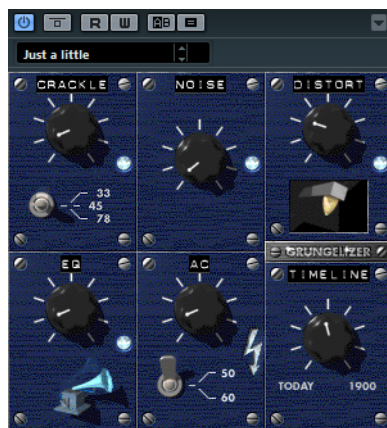 R W A B
Just a little
CRACKLE NOISE DISTORT
33
45
78
GRUNGELIZER
EQ AC TIMELINE
50
60
TODAY 1900